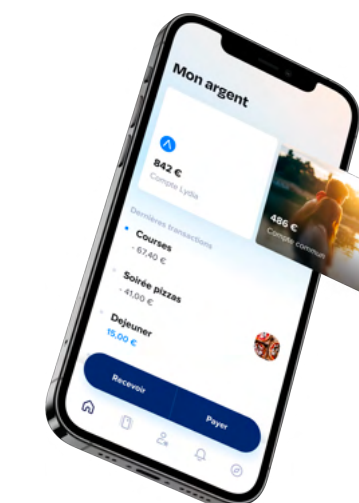 Mon argent
842 €
Compte Lydia
486 €
Compte commun
Dernières transactions
Courses
- 67,40 €
Soirée pizzas
- 41,00 €
Dejeuner
15,00 €
Recevoir
Payer